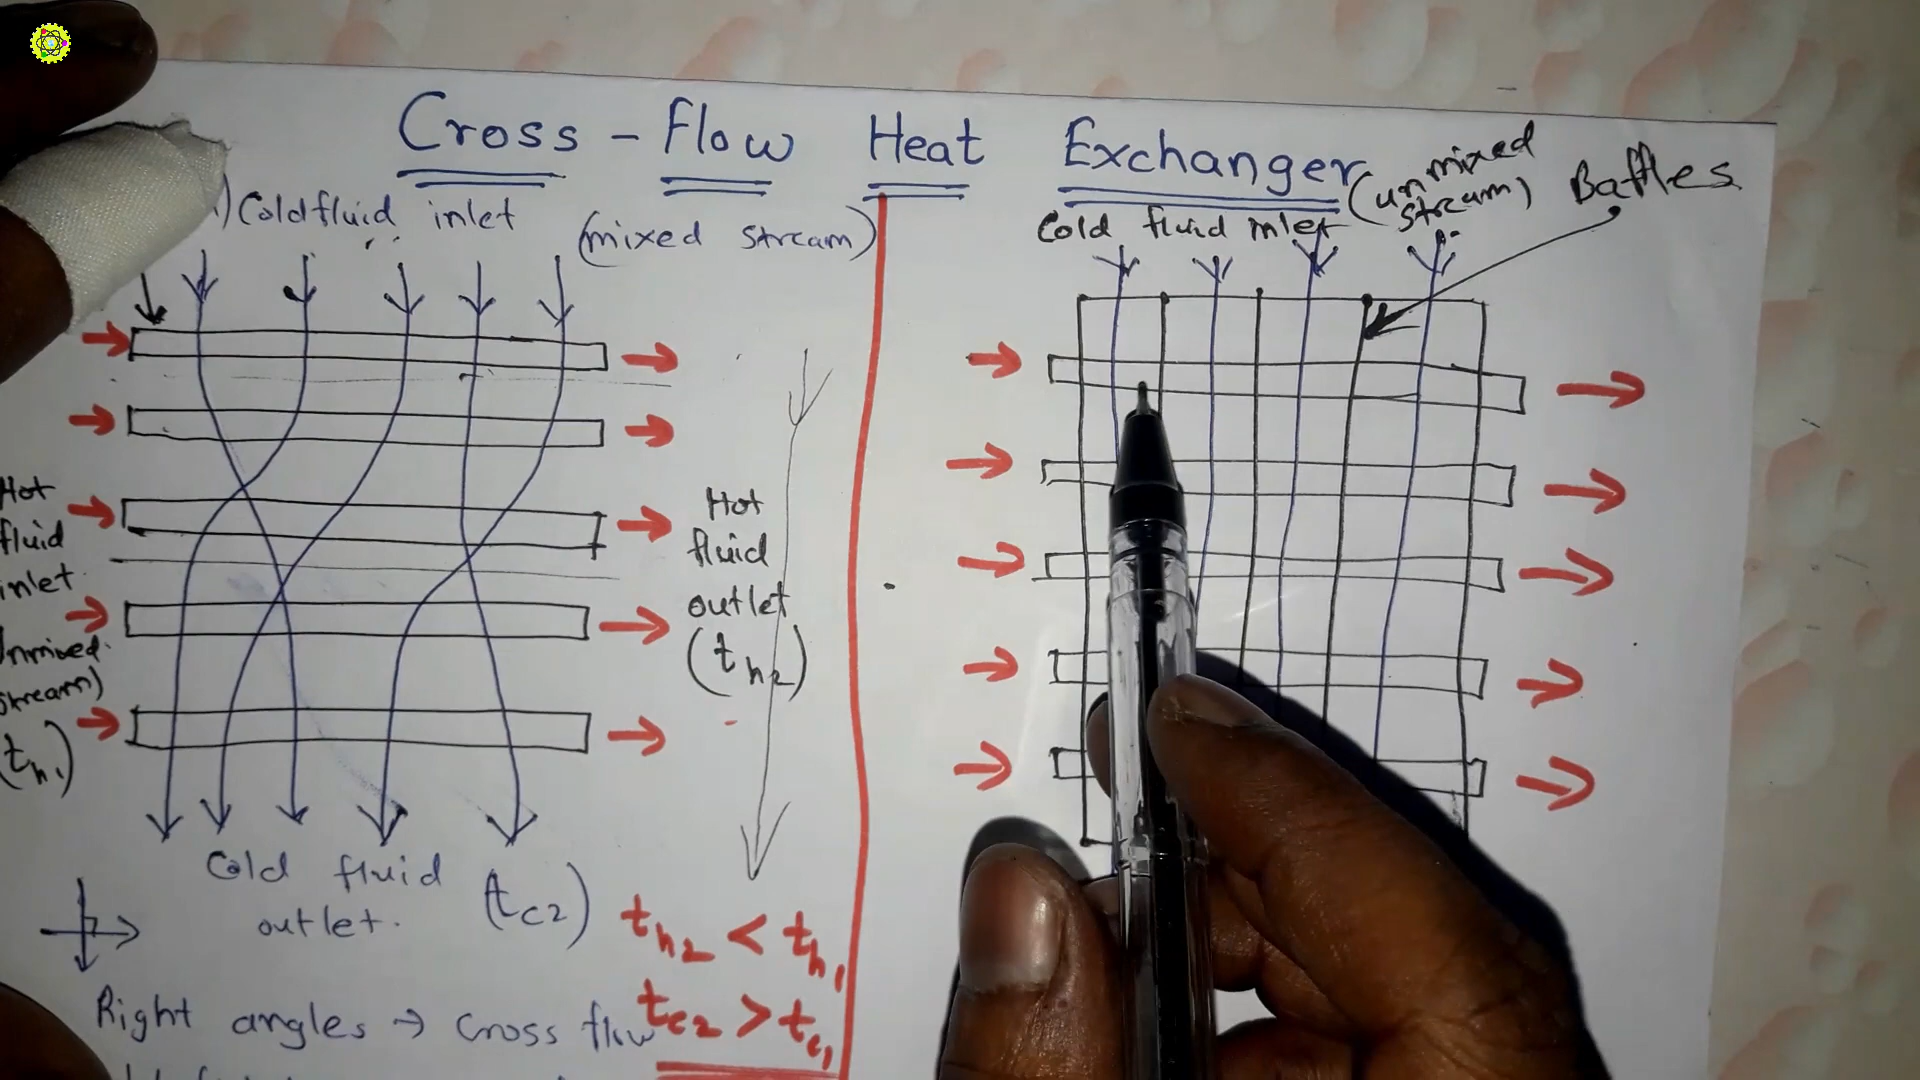 Cross - Flow Heat Exchanger
) Cold fluid inlet
(mixed stream)
Hot
fluid
inlet
stream)
(th1)
Hot
fluid
outlet
(th2)
Cold fluid (tc2)
outlet.
th2 < th1
tc2 > tc1
Right angles → Cross flow
Cold fluid inlet
(unmixed
stream)
Baffles